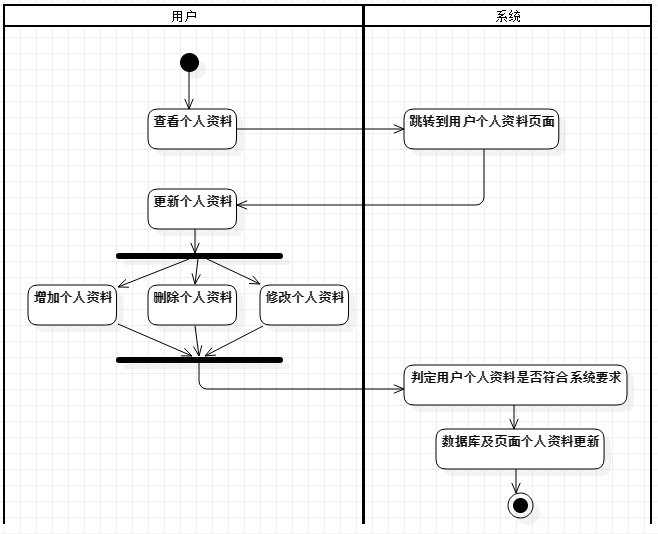 用户
系统
查看个人资料
跳转到用户个人资料页面
更新个人资料
增加个人资料
删除个人资料
修改个人资料
判定用户个人资料是否符合系统要求
数据库及页面个人资料更新